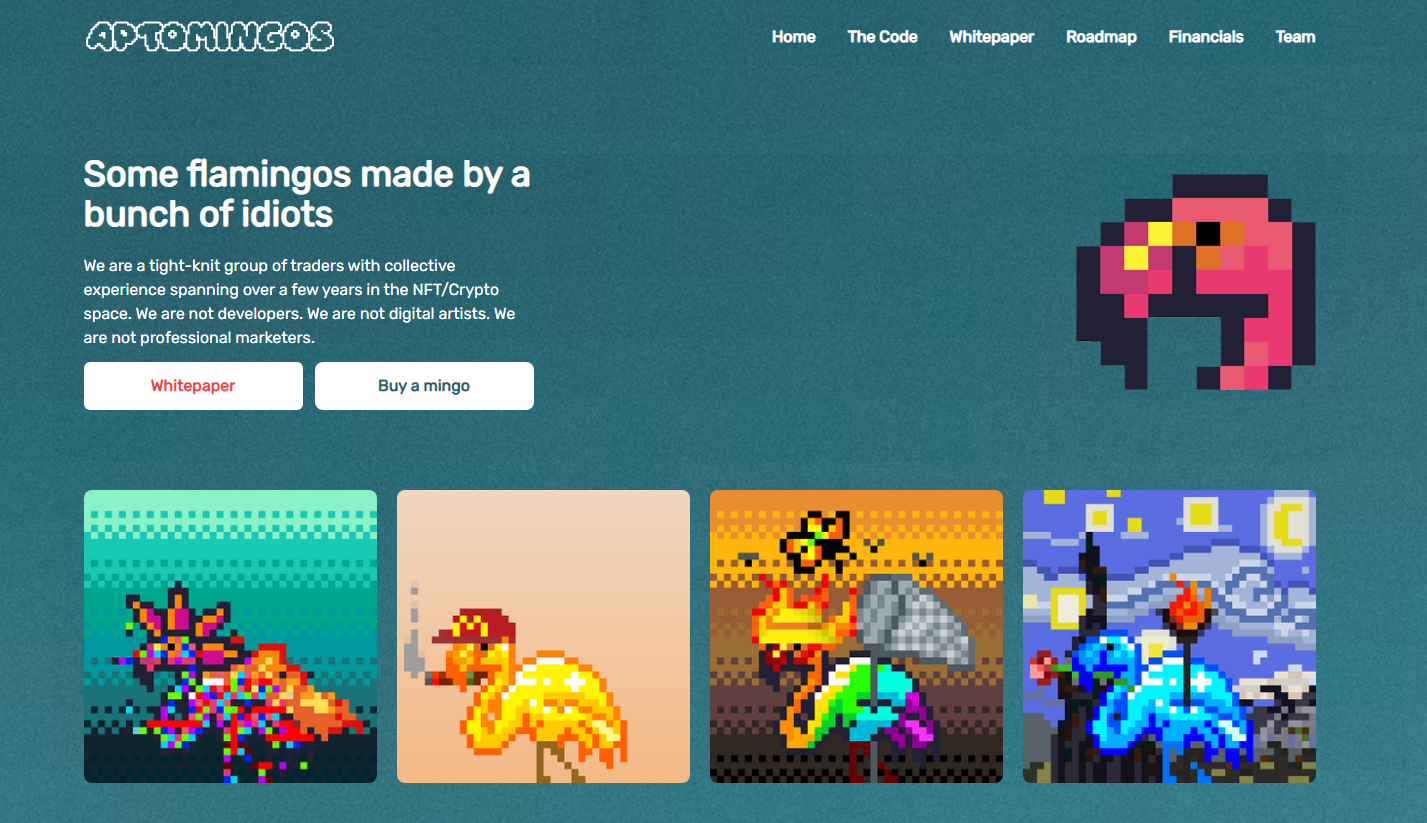 APTOMINGOS
Home The Code Whitepaper Roadmap Financials Team
Some flamingos made by a
bunch of idiots
We are a tight-knit group of traders with collective
experience spanning over a few years in the NFT/Crypto
space. We are not developers. We are not digital artists. We
are not professional marketers.
Whitepaper Buy a mingo